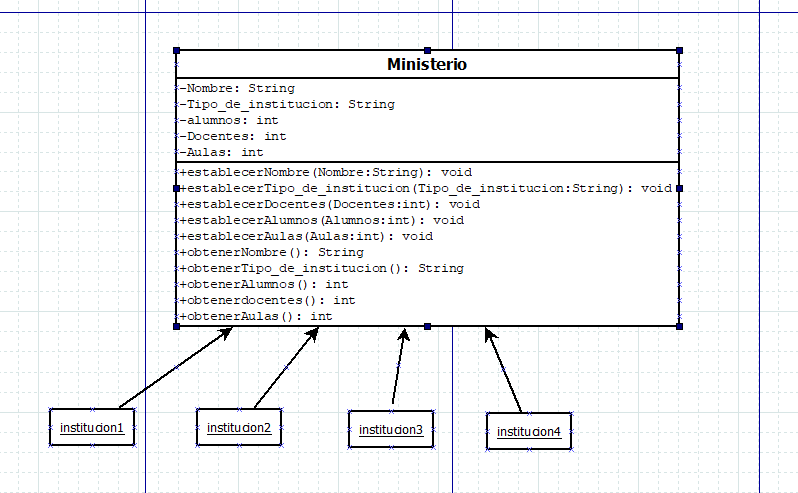 Ministerio
-Nombre: String
-Tipo_de_institucion: String
-alumnos: int
-Docentes: int
-Aulas: int
+establecerNombre(Nombre:String): void
+establecerTipo_de_institucion(Tipo_de_institucion:String): void
+establecerDocentes(Docentes:int): void
+establecerAlumnos(Alumnos:int): void
+establecerAulas(Aulas:int): void
+obtenerNombre(): String
+obtenerTipo_de_institucion(): String
+obtenerAlumnos(): int
+obtenerdocentes(): int
+obtenerAulas(): int
institucion1
institucion2
institucion3
institucion4